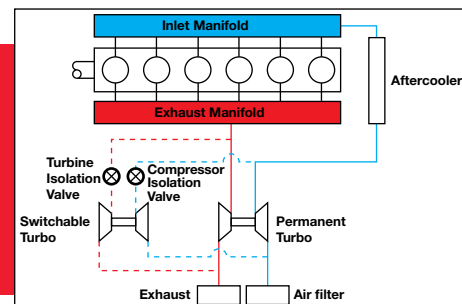 Inlet Manifold
Aftercooler
Exhaust Manifold
Turbine
Isolation
Valve
Compressor
Isolation
Valve
Switchable
Turbo
Permanent
Turbo
Exhaust
Air filter